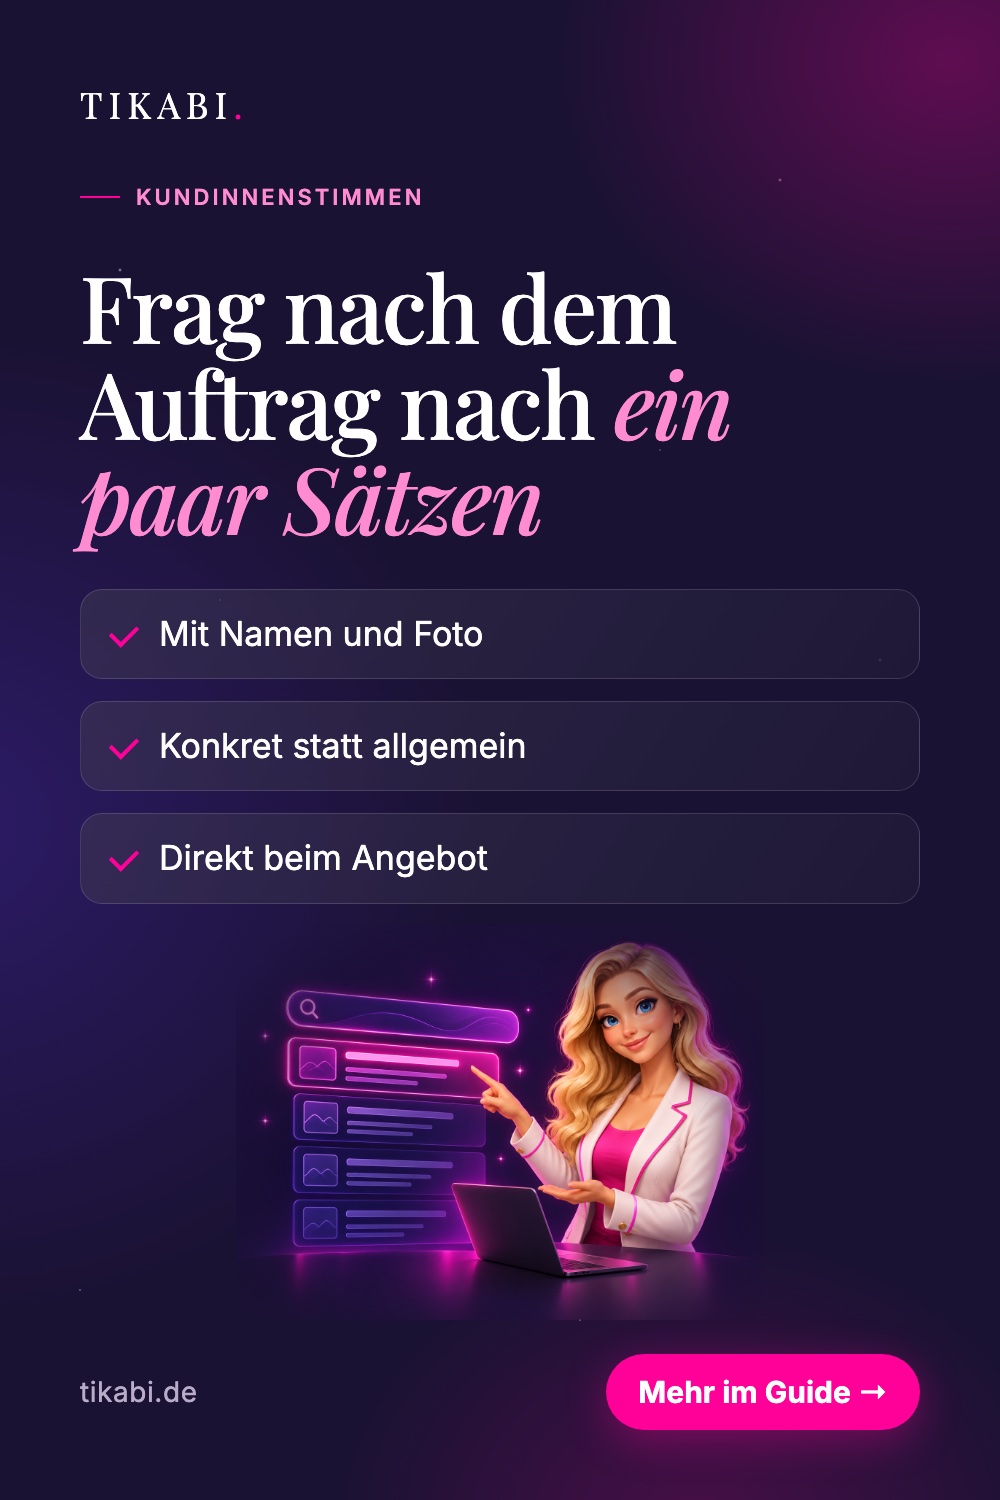 TIKABI.
KUNDINNENSTIMMEN
Frag nach dem
Auftrag nach ein
paar Sätzen
Mit Namen und Foto
Konkret statt allgemein
Direkt beim Angebot
tikabi.de
Mehr im Guide →